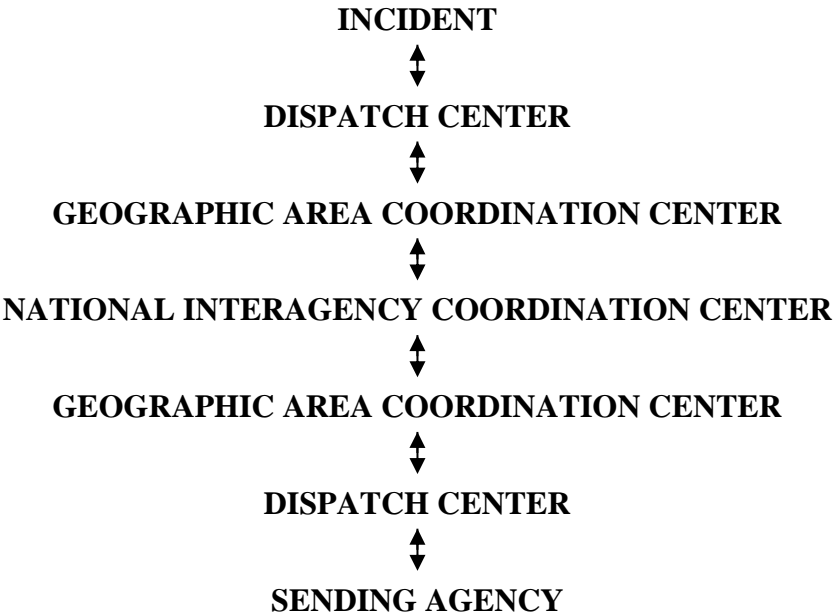 INCIDENT
DISPATCH CENTER
GEOGRAPHIC AREA COORDINATION CENTER
NATIONAL INTERAGENCY COORDINATION CENTER
GEOGRAPHIC AREA COORDINATION CENTER
DISPATCH CENTER
SENDING AGENCY